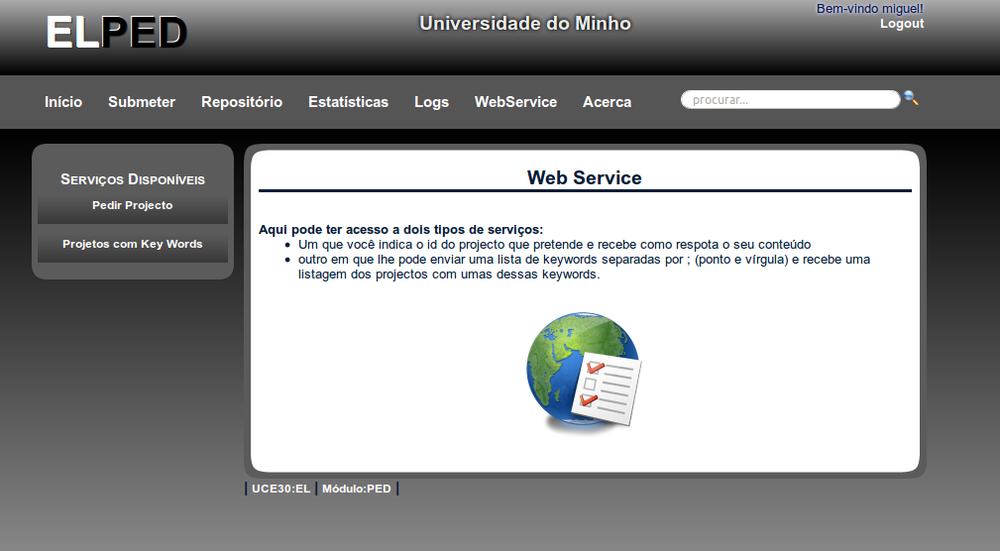 ELPED
Universidade do Minho
Bem-vindo miguel!
Logout
Início Submeter Repositório Estatísticas Logs WebService Acerca
procurar...
Serviços Disponíveis
Pedir Projecto
Projetos com Key Words
Web Service
Aqui pode ter acesso a dois tipos de serviços:
• Um que você indica o id do projecto que pretende e recebe como respota o seu conteúdo
• outro em que lhe pode enviar uma lista de keywords separadas por ; (ponto e vírgula) e recebe uma
listagem dos projectos com umas dessas keywords.
| UCE30:EL | Módulo:PED |